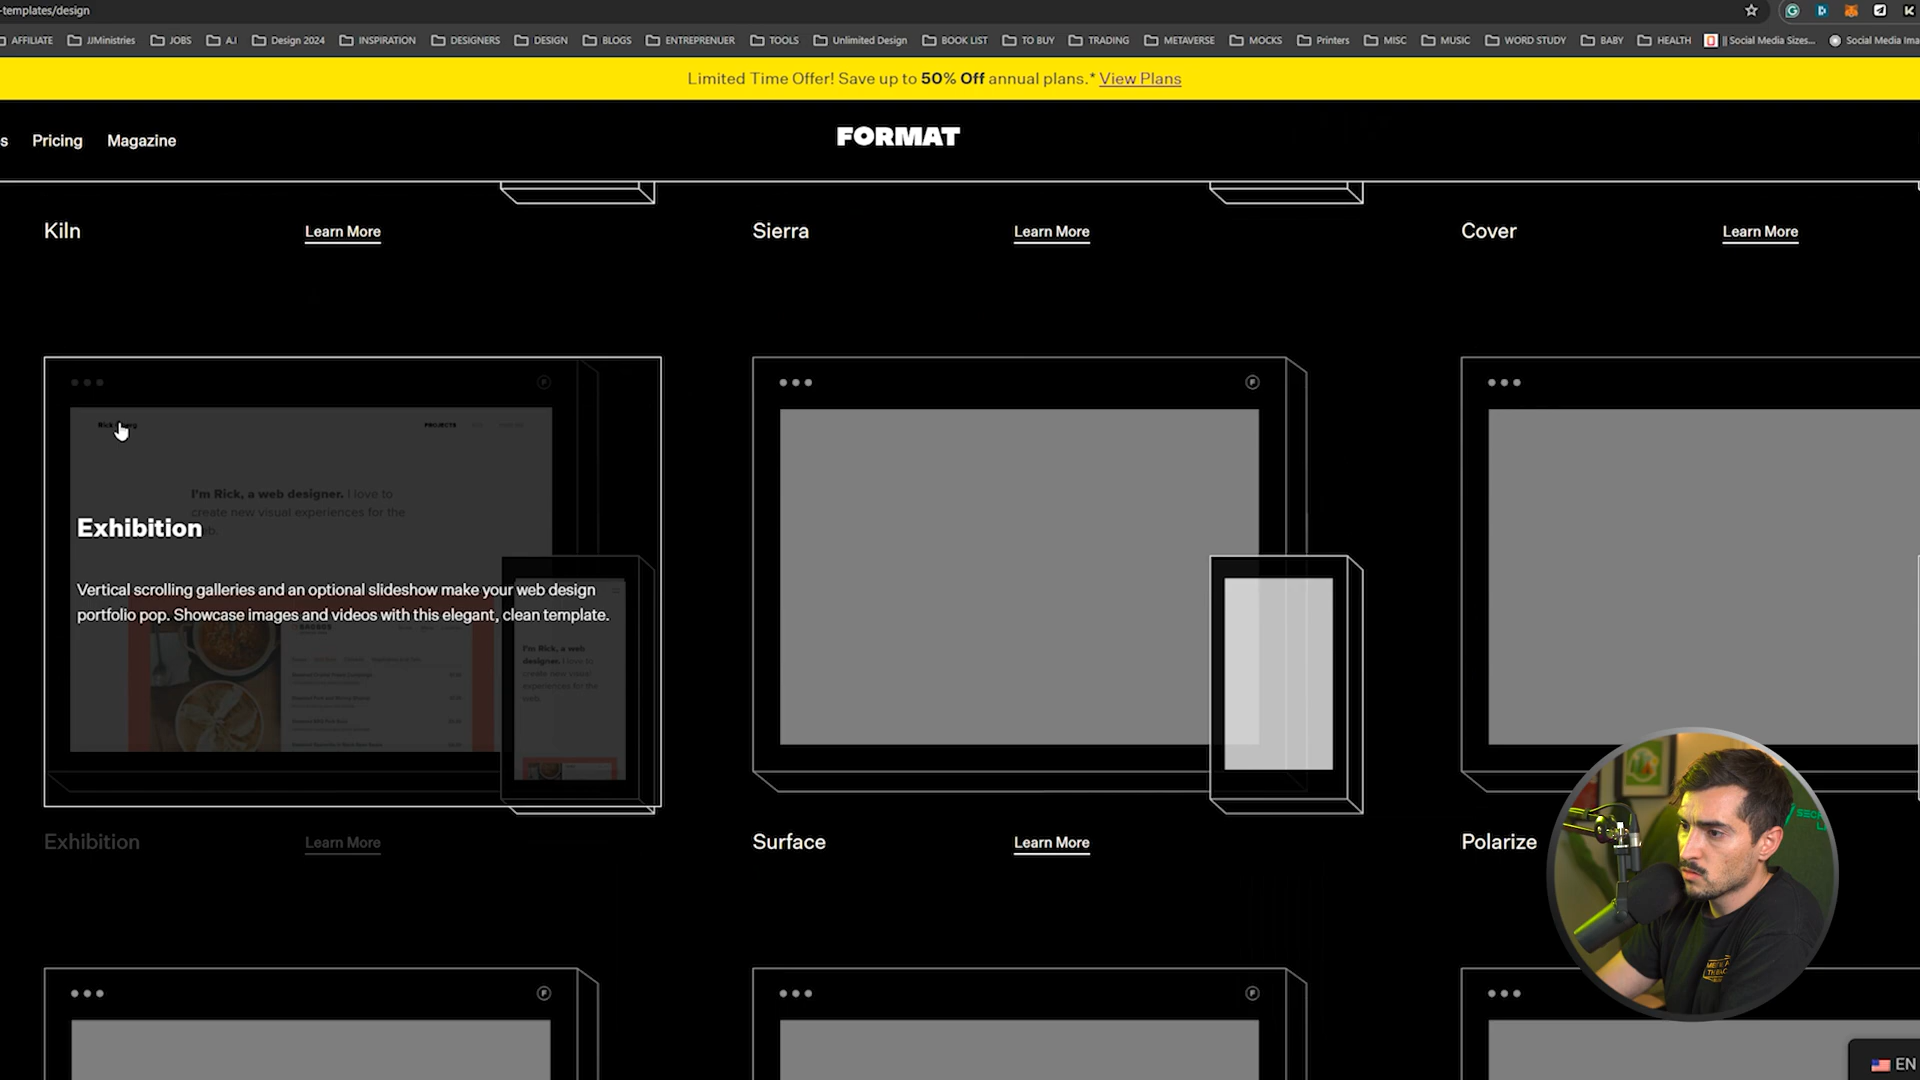 -templates/design
AFFILIATE JJMinistries JOBS A.I Design 2024 INSPIRATION DESIGNERS DESIGN BLOGS ENTREPRENUER TOOLS Unlimited Design BOOK LIST TO BUY TRADING METAVERSE MOCKS Printers MISC MUSIC WORD STUDY BABY HEALTH || Social Media Sizes... Social Media Ima
Limited Time Offer! Save up to 50% Off annual plans.* View Plans
s Pricing Magazine FORMAT
Kiln Learn More Sierra Learn More Cover Learn More
PROJECTS
I'm Rick, a web designer. I love to
create new visual experiences for the
Exhibition
Vertical scrolling galleries and an optional slideshow make your web design
portfolio pop. Showcase images and videos with this elegant, clean template.
I'm Rick, a web
designer. I love to
create new visual
experiences for the
web.
Exhibition Learn More Surface Learn More Polarize
EN